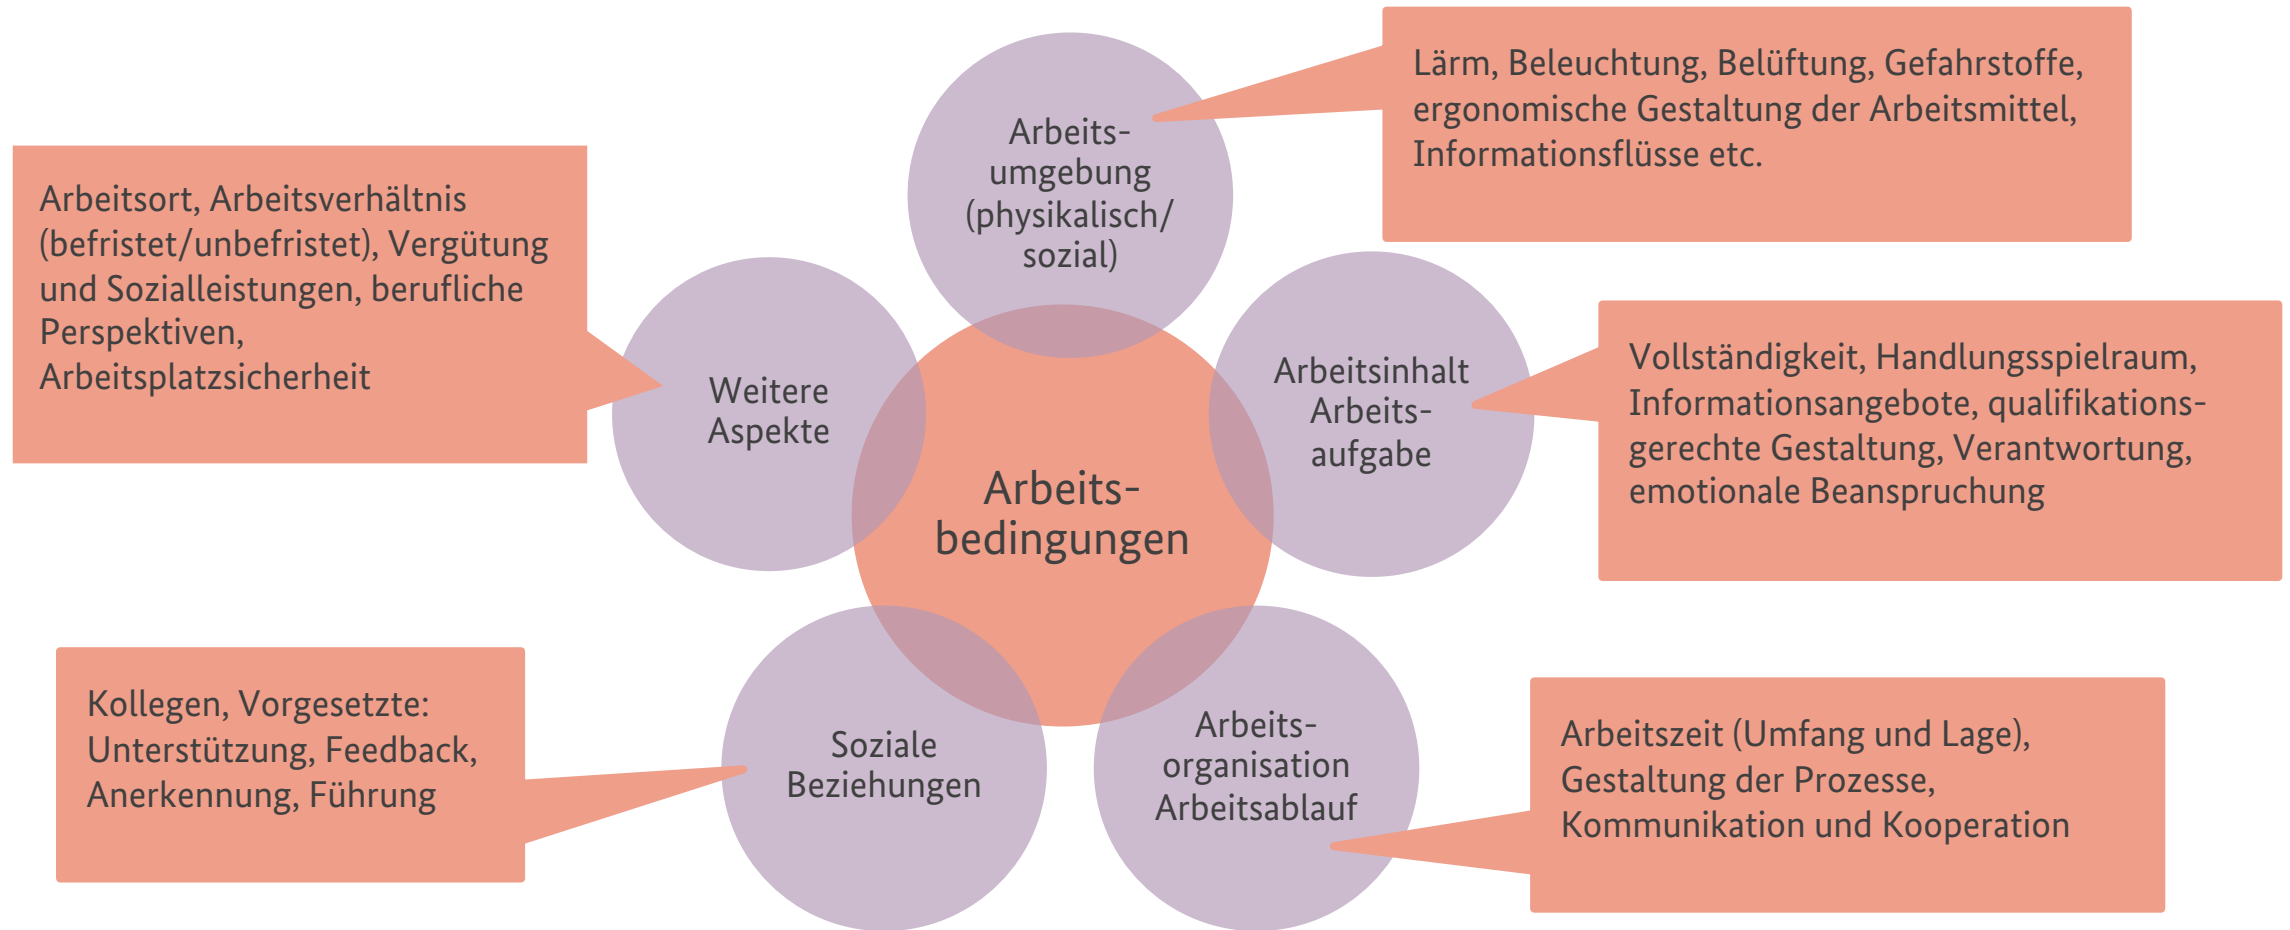 Arbeits-
umgebung
(physikalisch/
sozial)
Lärm, Beleuchtung, Belüftung, Gefahrstoffe,
ergonomische Gestaltung der Arbeitsmittel,
Informationsflüsse etc.
Arbeitsort, Arbeitsverhältnis
(befristet/unbefristet), Vergütung
und Sozialleistungen, berufliche
Perspektiven,
Arbeitsplatzsicherheit
Weitere
Aspekte
Arbeitsinhalt
Arbeits-
aufgabe
Vollständigkeit, Handlungsspielraum,
Informationsangebote, qualifikations-
gerechte Gestaltung, Verantwortung,
emotionale Beanspruchung
Arbeits-
bedingungen
Kollegen, Vorgesetzte:
Unterstützung, Feedback,
Anerkennung, Führung
Soziale
Beziehungen
Arbeits-
organisation
Arbeitsablauf
Arbeitszeit (Umfang und Lage),
Gestaltung der Prozesse,
Kommunikation und Kooperation